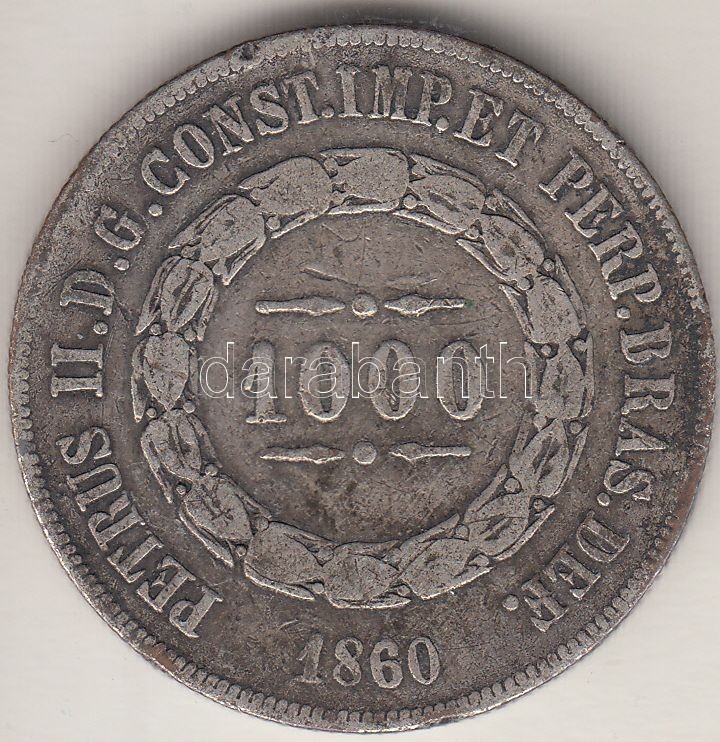 PETRUS II.D.G.CONST.IMP.ET PERP.BRAS.DEF.
1000
1860
darabanth